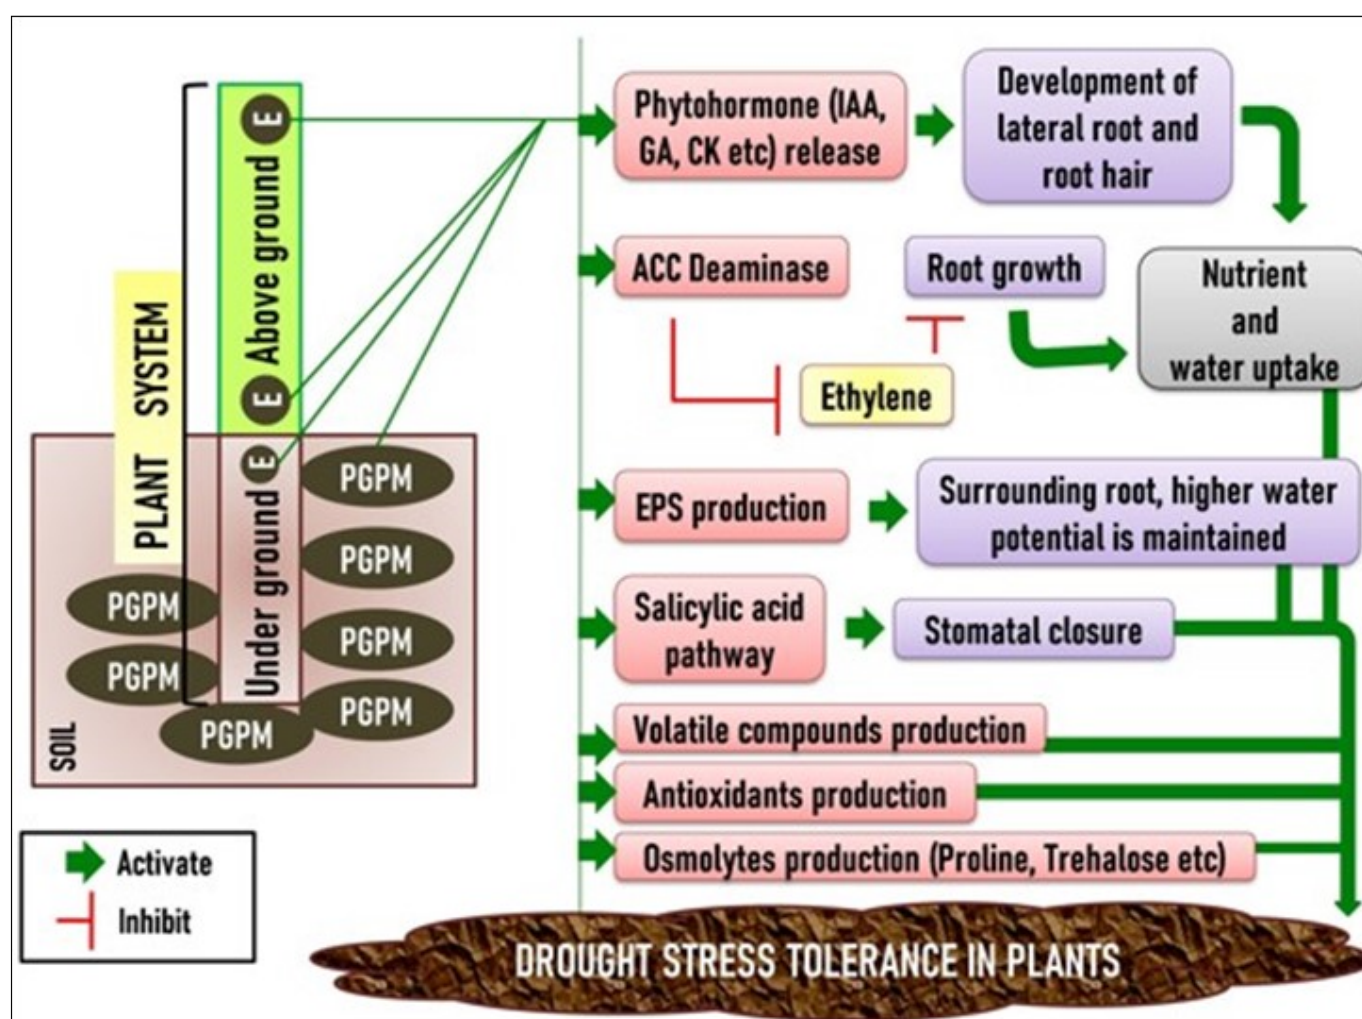 PLANT SYSTEM
E
Above ground
E
E
Under ground
PGPM
PGPM
PGPM
PGPM
PGPM
PGPM
PGPM
SOIL
Activate
Inhibit
Phytohormone (IAA,
GA, CK etc) release
Development of
lateral root and
root hair
ACC Deaminase
Root growth
Nutrient
and
water uptake
Ethylene
EPS production
Surrounding root, higher water
potential is maintained
Salicylic acid
pathway
Stomatal closure
Volatile compounds production
Antioxidants production
Osmolytes production (Proline, Trehalose etc)
DROUGHT STRESS TOLERANCE IN PLANTS